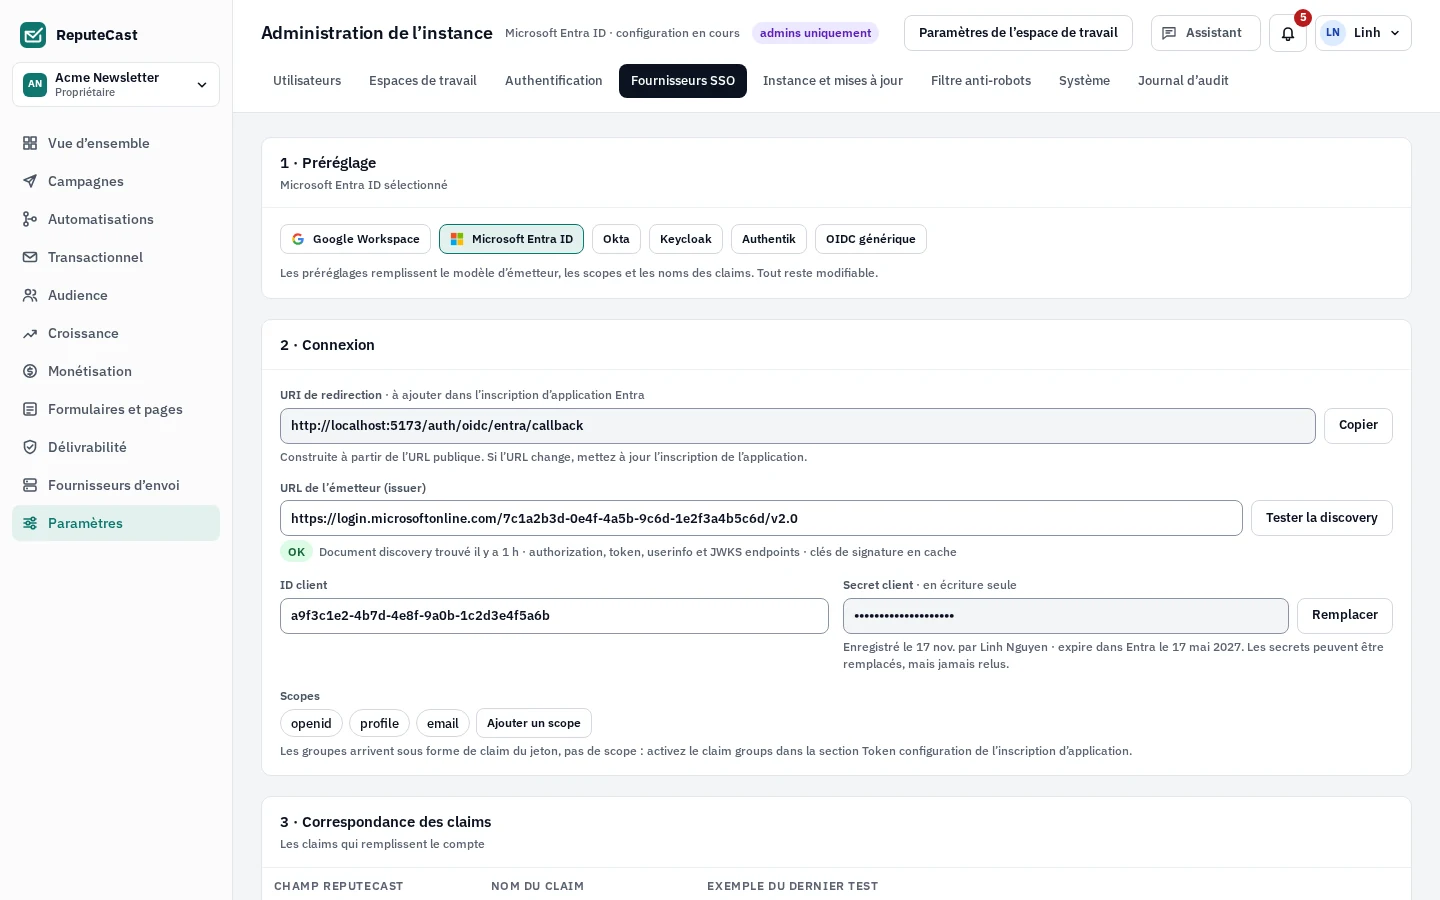 ReputeCast
AN
Acme Newsletter
Propriétaire
Vue d’ensemble
Campagnes
Automatisations
Transactionnel
Audience
Croissance
Monétisation
Formulaires et pages
Délivrabilité
Fournisseurs d’envoi
Paramètres
Administration de l’instance
Microsoft Entra ID · configuration en cours
admins uniquement
Paramètres de l’espace de travail
Assistant
5
LN
Linh
Utilisateurs
Espaces de travail
Authentification
Fournisseurs SSO
Instance et mises à jour
Filtre anti-robots
Système
Journal d’audit
1 · Préréglage
Microsoft Entra ID sélectionné
Google Workspace
Microsoft Entra ID
Okta
Keycloak
Authentik
OIDC générique
Les préréglages remplissent le modèle d’émetteur, les scopes et les noms des claims. Tout reste modifiable.
2 · Connexion
URI de redirection · à ajouter dans l’inscription d’application Entra
http://localhost:5173/auth/oidc/entra/callback
Copier
Construite à partir de l’URL publique. Si l’URL change, mettez à jour l’inscription de l’application.
URL de l’émetteur (issuer)
https://login.microsoftonline.com/7c1a2b3d-0e4f-4a5b-9c6d-1e2f3a4b5c6d/v2.0
Tester la discovery
OK
Document discovery trouvé il y a 1 h · authorization, token, userinfo et JWKS endpoints · clés de signature en cache
ID client
a9f3c1e2-4b7d-4e8f-9a0b-1c2d3e4f5a6b
Secret client · en écriture seule
••••••••••••••••••••
Remplacer
Enregistré le 17 nov. par Linh Nguyen · expire dans Entra le 17 mai 2027. Les secrets peuvent être
remplacés, mais jamais relus.
Scopes
openid
profile
email
Ajouter un scope
Les groupes arrivent sous forme de claim du jeton, pas de scope : activez le claim groups dans la section Token configuration de l’inscription d’application.
3 · Correspondance des claims
Les claims qui remplissent le compte
CHAMP REPUTECAST
NOM DU CLAIM
EXEMPLE DU DERNIER TEST